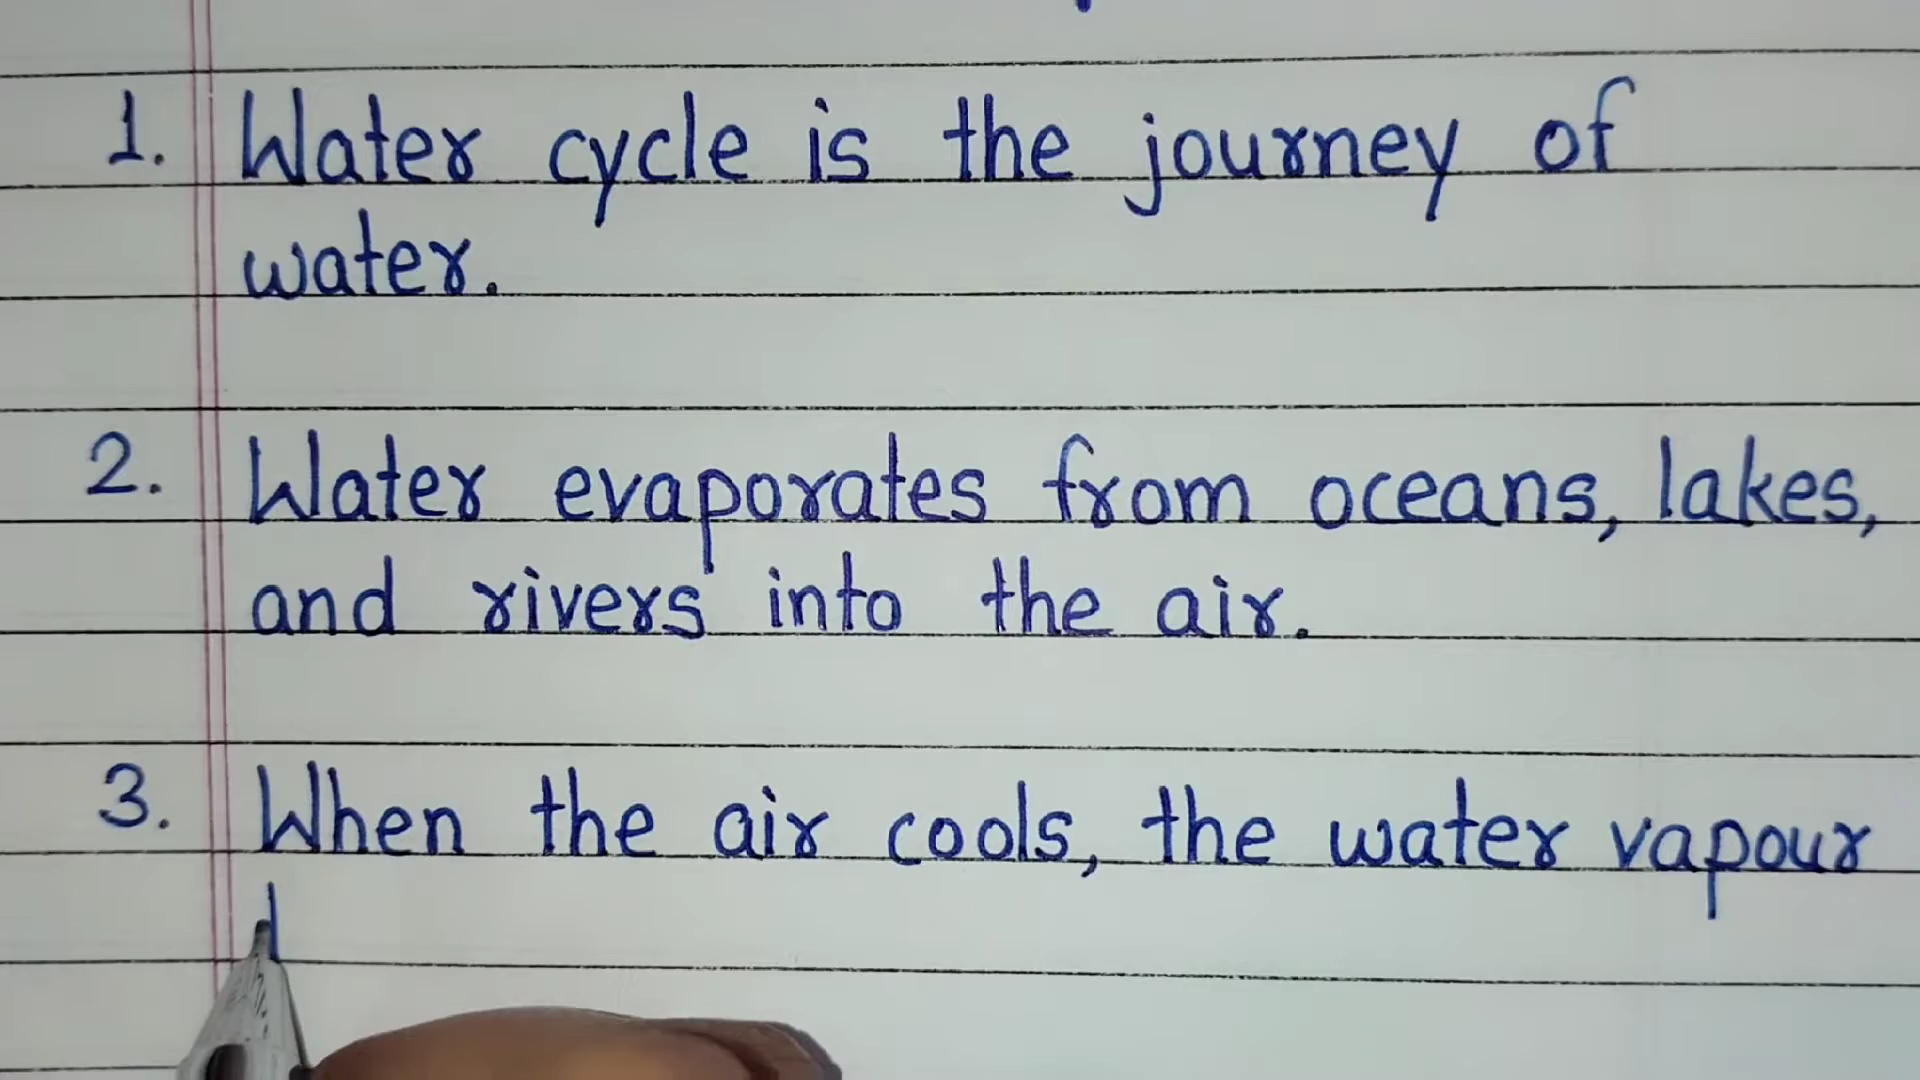 1. Water cycle is the journey of
water.
2. Water evaporates from oceans, lakes,
and rivers into the air.
3. When the air cools, the water vapour